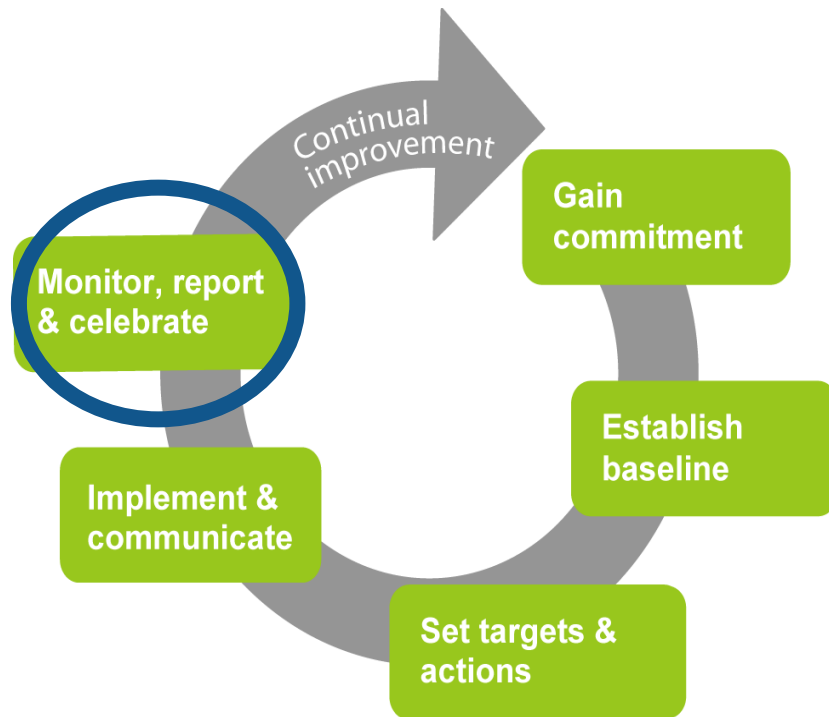 Continual
improvement
Gain
commitment
Establish
baseline
Set targets &
actions
Implement &
communicate
Monitor, report
& celebrate